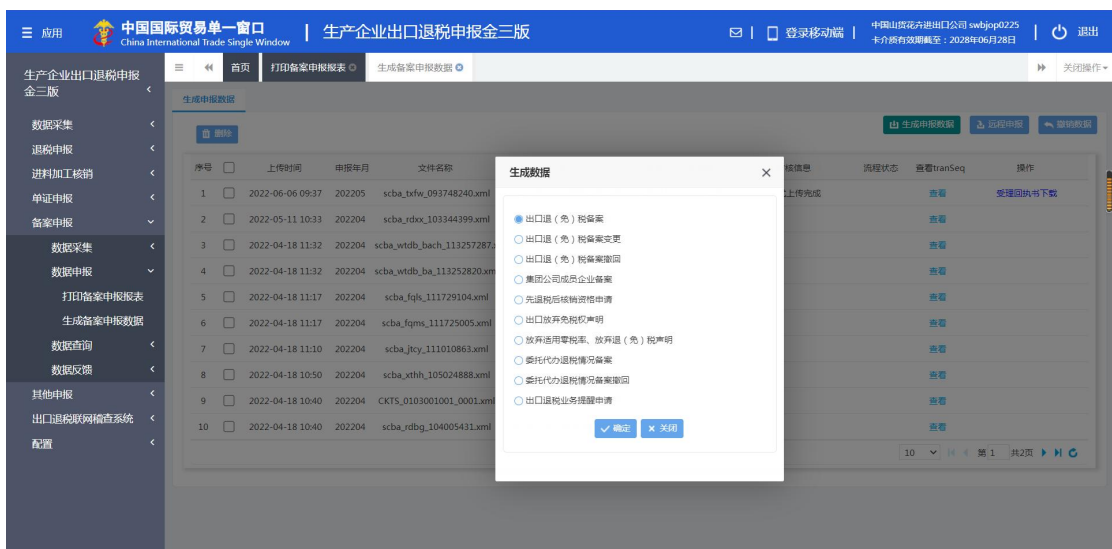 应用 中国国际贸易单一窗口 China International Trade Single Window | 生产企业出口退税申报金三版 | 登录移动端 | 中国山货花卉进出口公司 swbjop0225 | 退出
卡介质有效期截至：2028年06月28日
生产企业出口退税申报金三版
首页 打印备案申报报表 生成备案申报数据 关闭操作
生成申报数据
数据采集
退税申报
进料加工核销
单证申报
备案申报
数据采集
数据申报
打印备案申报报表
生成备案申报数据
数据查询
数据反馈
其他申报
出口退税联网稽查系统
配置
删除 生成申报数据 远程申报 撤销数据
序号 上传时间 申报年月 文件名称 核信息 流程状态 查看tranSeq 操作
1 2022-06-06 09:37 202205 scba_txfw_093748240.xml 上传完成 查看 受理回执书下载
2 2022-05-11 10:33 202204 scba_rdxx_103344399.xml 查看
3 2022-04-18 11:32 202204 scba_wtdb_bach_113257287. 查看
4 2022-04-18 11:32 202204 scba_wtdb_ba_113252820.xm 查看
5 2022-04-18 11:17 202204 scba_fqls_111729104.xml 查看
6 2022-04-18 11:17 202204 scba_fqms_111725005.xml 查看
7 2022-04-18 11:10 202204 scba_jtcy_111010863.xml 查看
8 2022-04-18 10:50 202204 scba_xthh_105024888.xml 查看
9 2022-04-18 10:40 202204 CKTS_0103001001_0001.xml 查看
10 2022-04-18 10:40 202204 scba_rdbg_104005431.xml 查看
10 第 1 共2页
生成数据
出口退（免）税备案
出口退（免）税备案变更
出口退（免）税备案撤回
集团公司成员企业备案
先退税后核销资格申请
出口放弃免税权声明
放弃适用零税率、放弃退（免）税声明
委托代办退税情况备案
委托代办退税情况备案撤回
出口退税业务提醒申请
确定 关闭